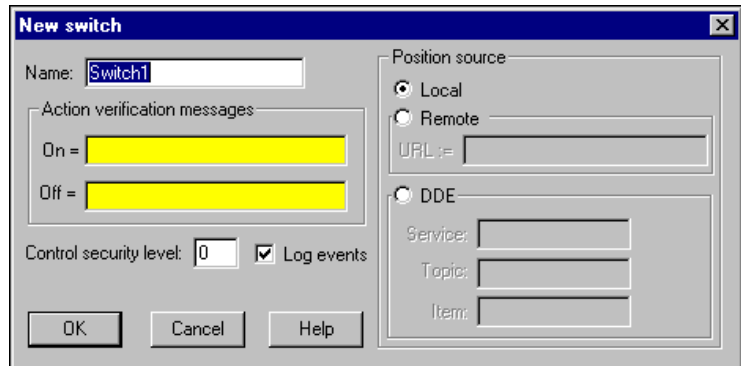 New switch
Name: Switch1
Action verification messages
On =
Off =
Control security level: 0
Log events
OK
Cancel
Help
Position source
Local
Remote
URL :=
DDE
Service:
Topic:
Item: